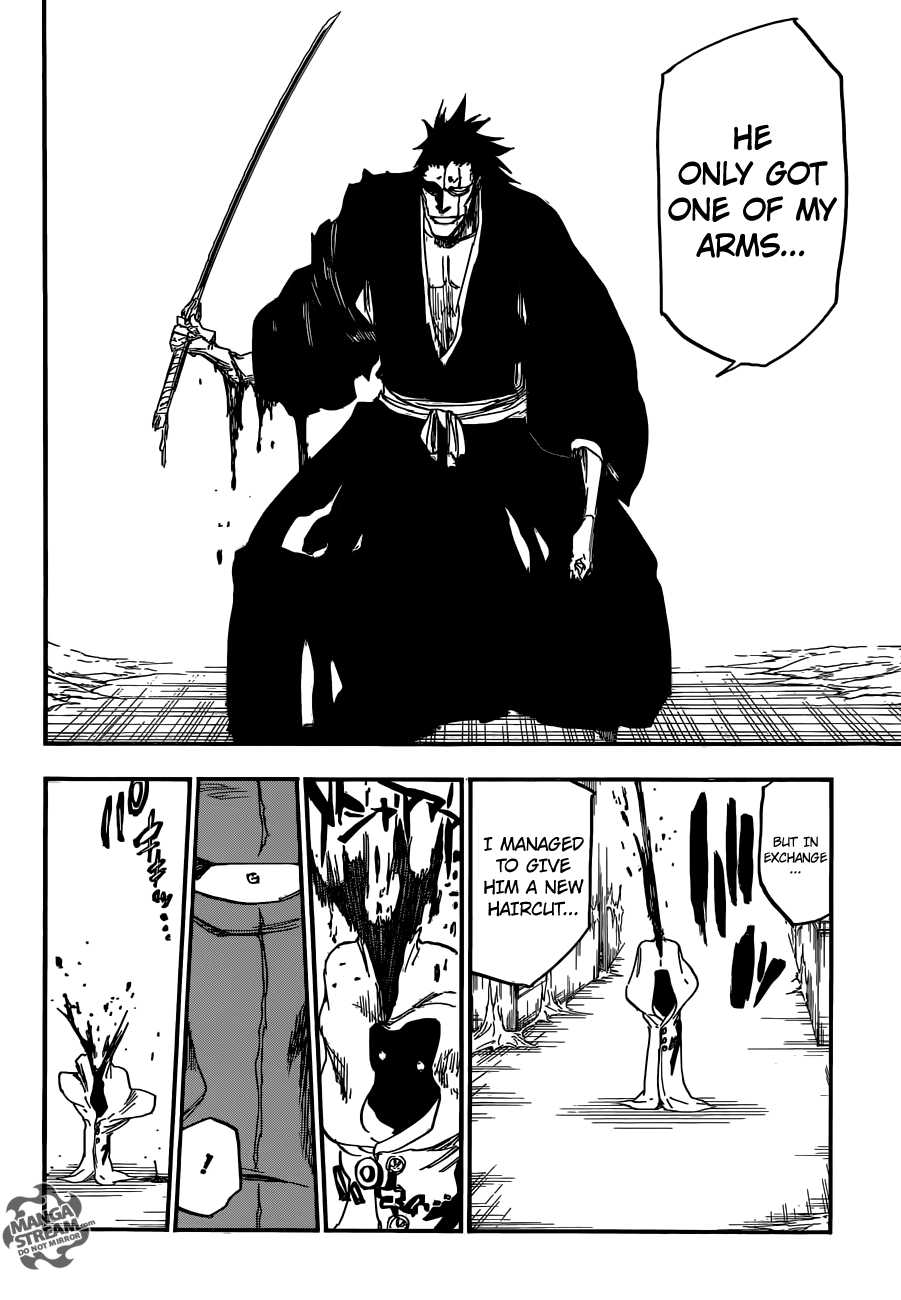 HE
ONLY GOT
ONE OF MY
ARMS...
BUT IN
EXCHANGE
...
I MANAGED
TO GIVE
HIM A NEW
HAIRCUT...
!
MANGA
STREAM.com
DO NOT MIRROR